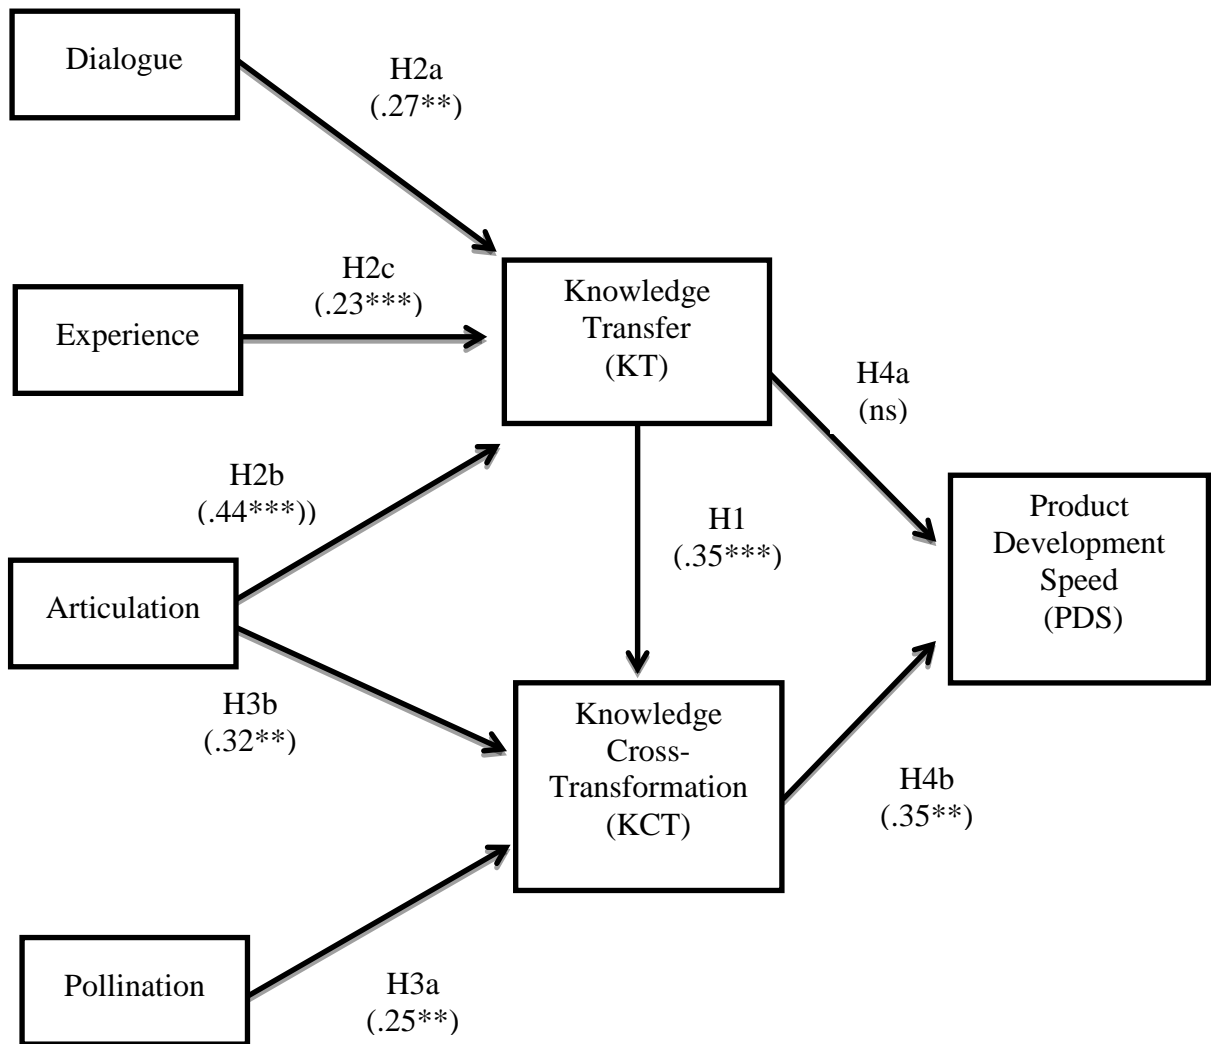 Dialogue
H2a
(.27**)
H2c
(.23***)
Experience
Knowledge
Transfer
(KT)
H4a
(ns)
H2b
(.44***))
H1
(.35***)
Product
Development
Speed
(PDS)
Articulation
H3b
(.32**)
Knowledge
Cross-
Transformation
(KCT)
H4b
(.35**)
Pollination
H3a
(.25**)